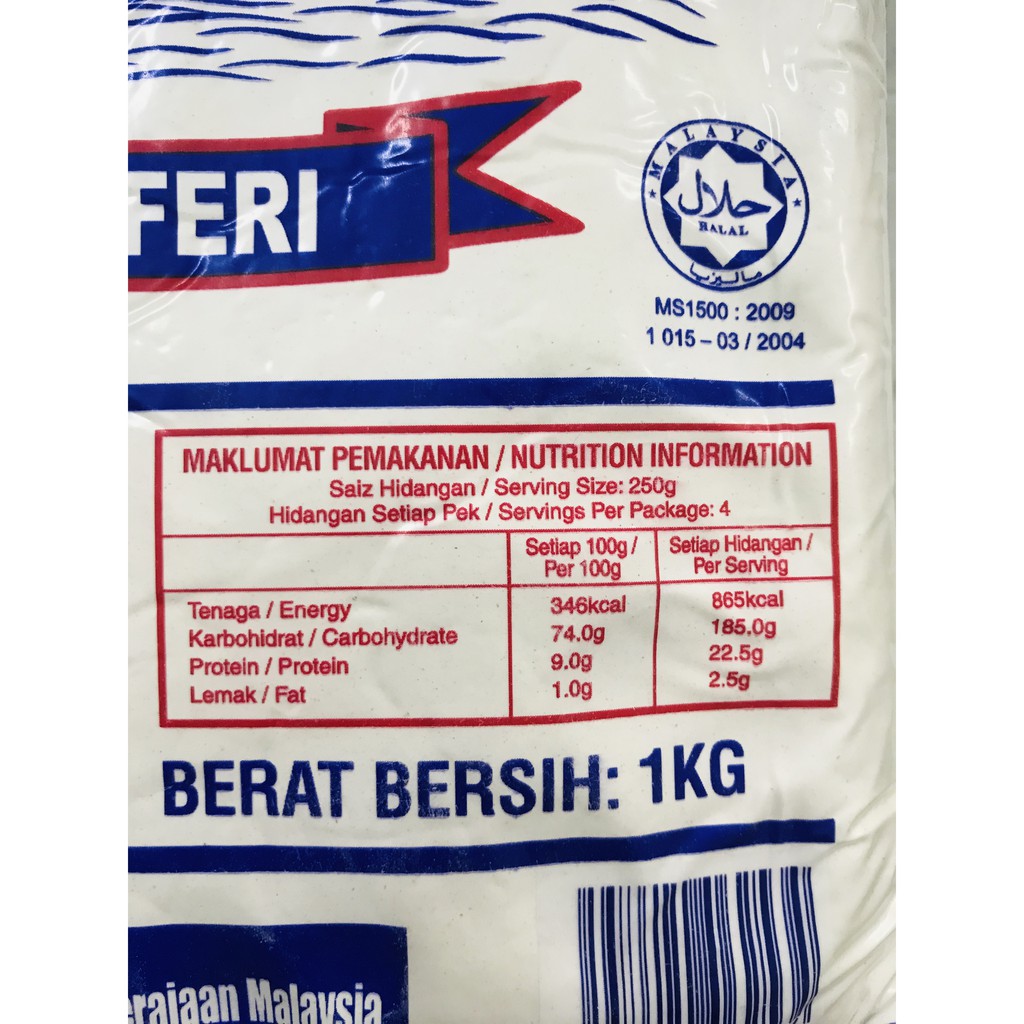 FERI
MALAYSIA
حلال
HALAL
ماليزيا
MS1500 : 2009
1 015 – 03 / 2004
MAKLUMAT PEMAKANAN / NUTRITION INFORMATION
Saiz Hidangan / Serving Size: 250g
Hidangan Setiap Pek / Servings Per Package: 4
Setiap 100g / Setiap Hidangan /
Per 100g Per Serving
Tenaga / Energy 346kcal 865kcal
Karbohidrat / Carbohydrate 74.0g 185.0g
Protein / Protein 9.0g 22.5g
Lemak / Fat 1.0g 2.5g
BERAT BERSIH: 1KG
erajaan Malaysia